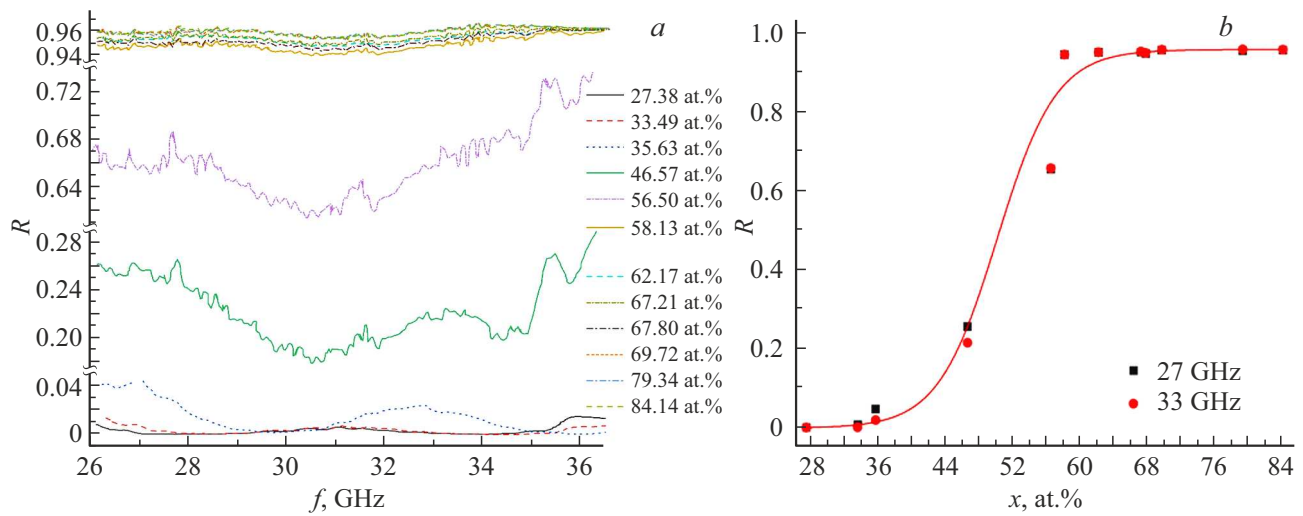 a
0.96
0.94
0.72
0.68
0.64
0.28
0.24
0.20
0.04
0
R
26 28 30 32 34 36
f, GHz
27.38 at.%
33.49 at.%
35.63 at.%
46.57 at.%
56.50 at.%
58.13 at.%
62.17 at.%
67.21 at.%
67.80 at.%
69.72 at.%
79.34 at.%
84.14 at.%
b
1.0
0.8
0.6
0.4
0.2
0
R
28 36 44 52 60 68 76 84
x, at.%
27 GHz
33 GHz